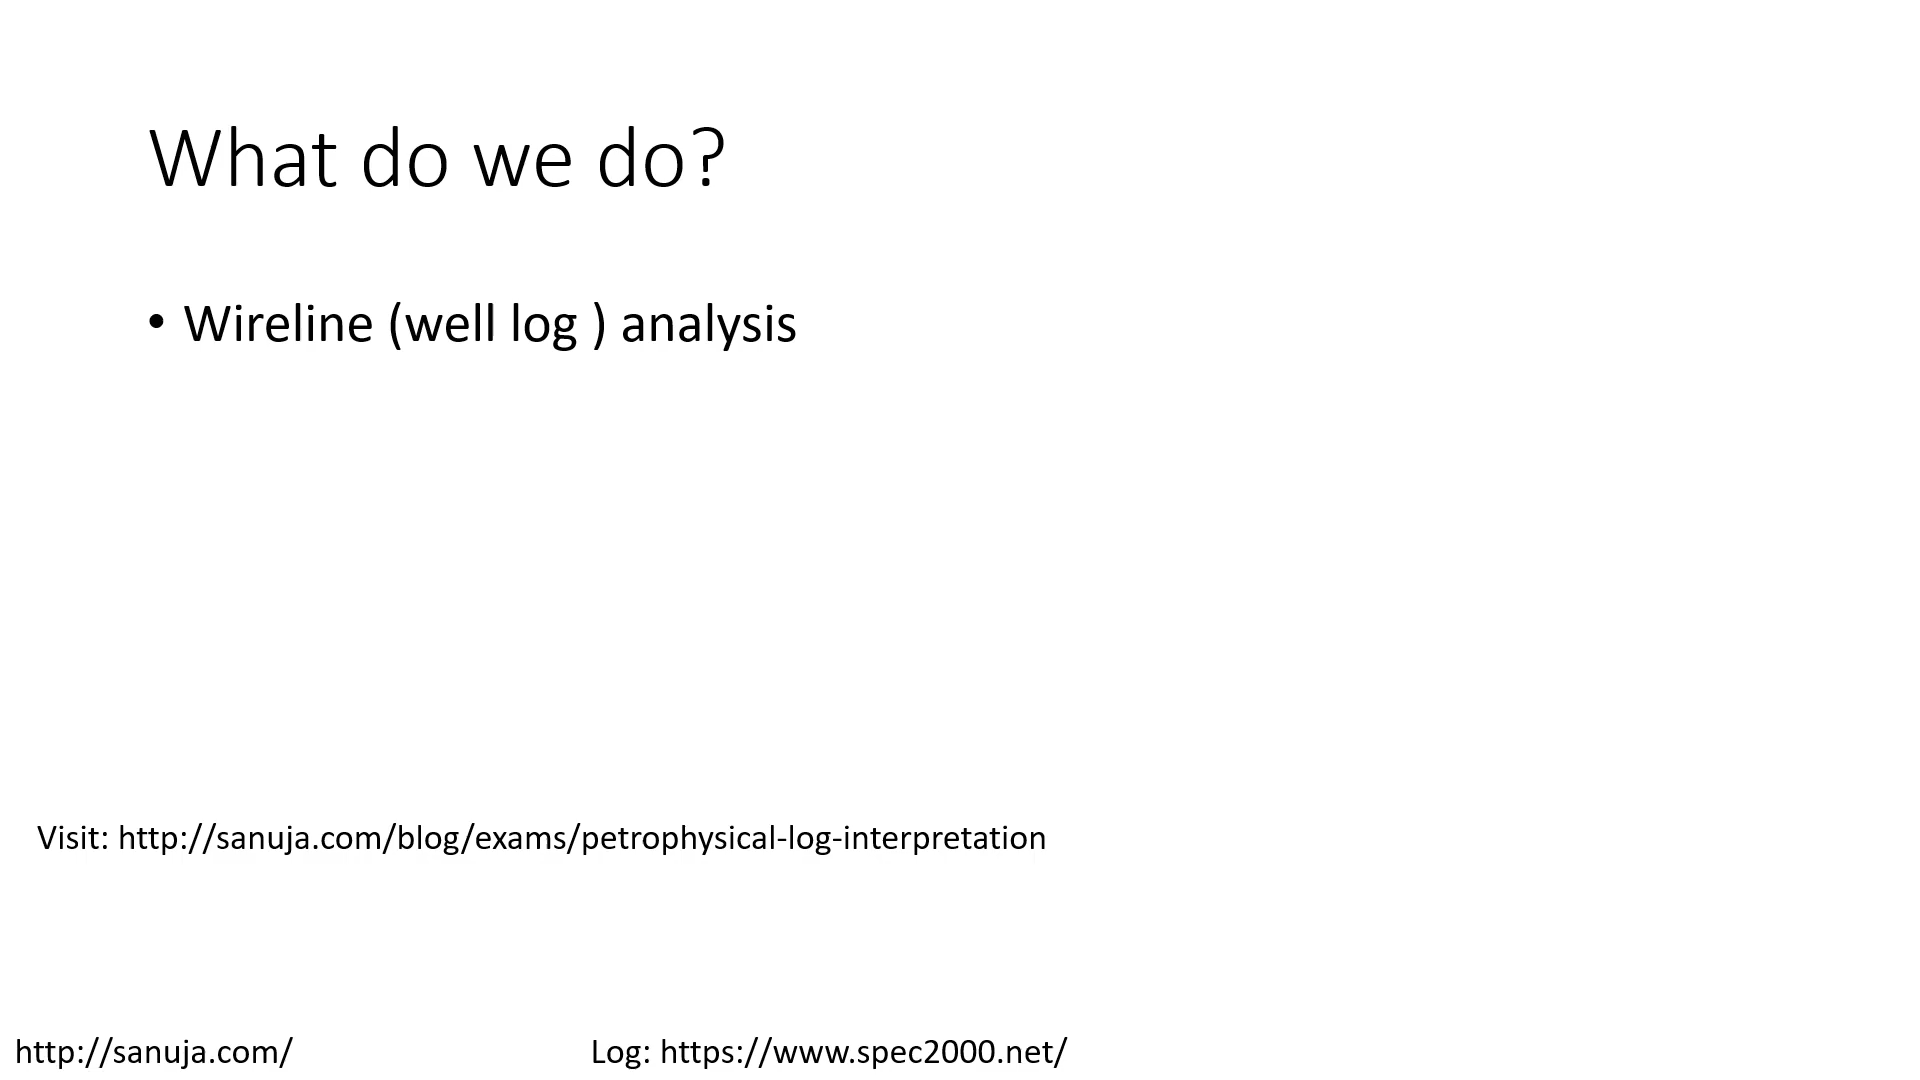 What do we do?
• Wireline (well log ) analysis
Visit: http://sanuja.com/blog/exams/petrophysical-log-interpretation
http://sanuja.com/
Log: https://www.spec2000.net/